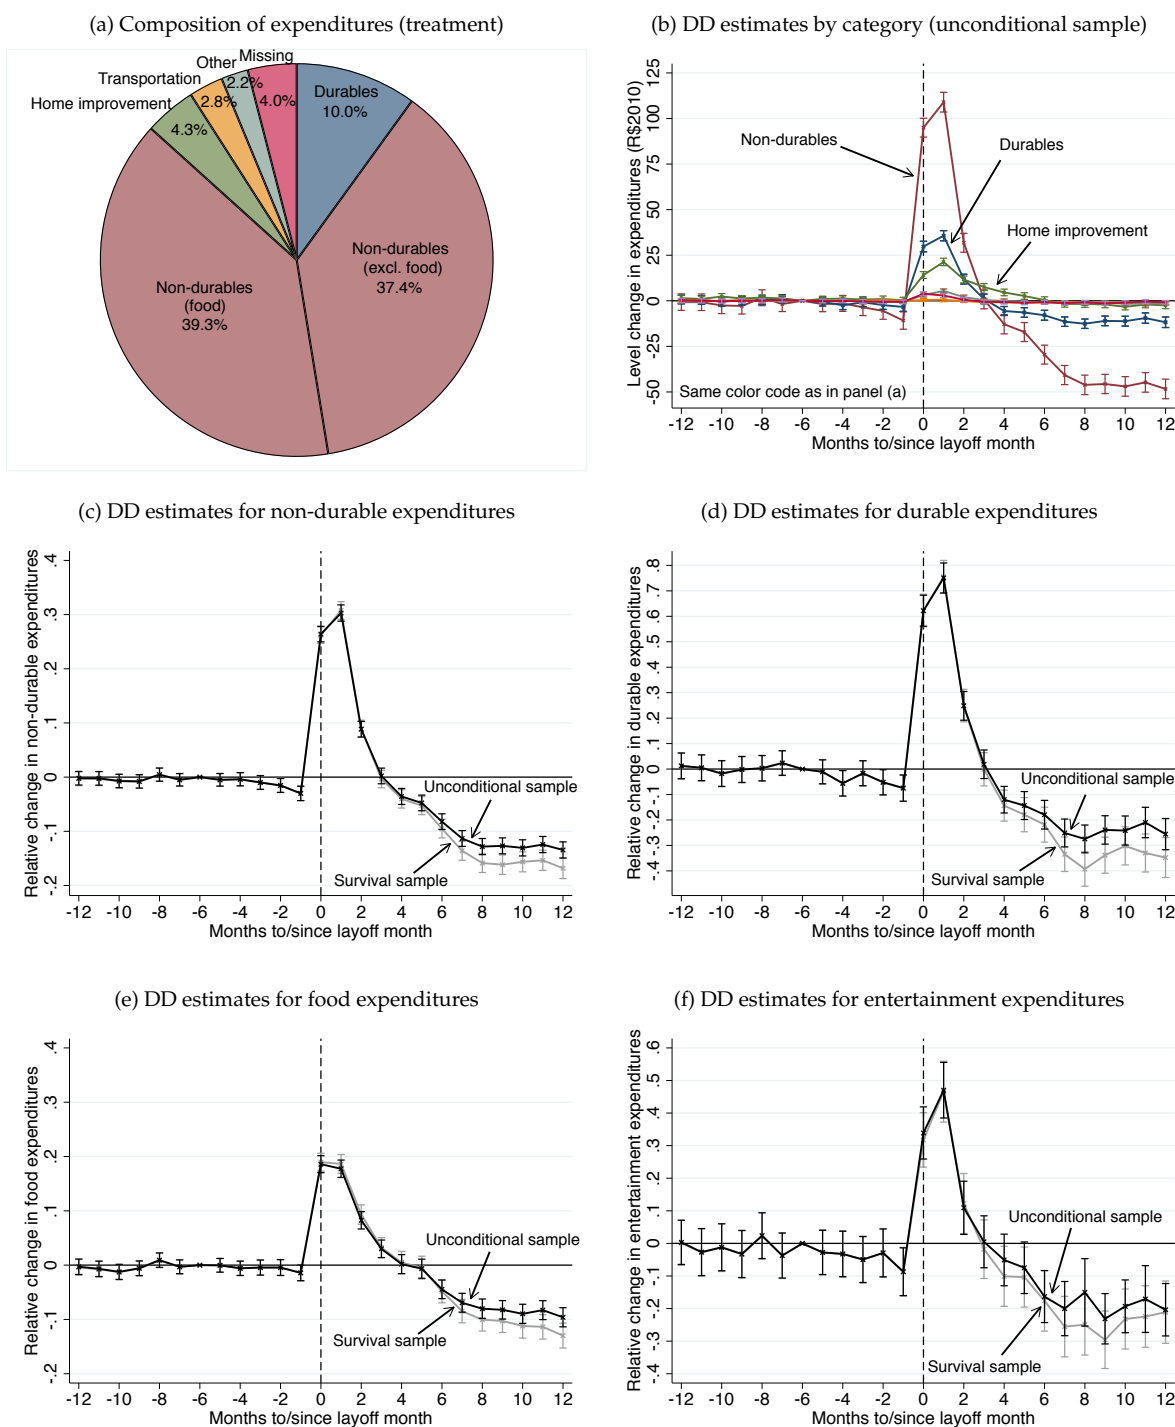 (a) Composition of expenditures (treatment)
Other Missing
Transportation
Home improvement
2.2%
4.0%
2.8%
4.3%
Durables
10.0%
Non-durables
(excl. food)
37.4%
Non-durables
(food)
39.3%
(b) DD estimates by category (unconditional sample)
Level change in expenditures (R$2010)
125
100
75
50
25
0
-25
-50
Non-durables
Durables
Home improvement
Same color code as in panel (a)
-12 -10 -8 -6 -4 -2 0 2 4 6 8 10 12
Months to/since layoff month
(c) DD estimates for non-durable expenditures
Relative change in non-durable expenditures
.4
.3
.2
.1
0
-.1
-.2
Unconditional sample
Survival sample
-12 -10 -8 -6 -4 -2 0 2 4 6 8 10 12
Months to/since layoff month
(d) DD estimates for durable expenditures
Relative change in durable expenditures
.8
.7
.6
.5
.4
.3
.2
.1
0
-.1
-.2
-.3
-.4
Unconditional sample
Survival sample
-12 -10 -8 -6 -4 -2 0 2 4 6 8 10 12
Months to/since layoff month
(e) DD estimates for food expenditures
Relative change in food expenditures
.4
.3
.2
.1
0
-.1
-.2
Unconditional sample
Survival sample
-12 -10 -8 -6 -4 -2 0 2 4 6 8 10 12
Months to/since layoff month
(f) DD estimates for entertainment expenditures
Relative change in entertainment expenditures
.6
.5
.4
.3
.2
.1
0
-.1
-.2
-.3
-.4
Unconditional sample
Survival sample
-12 -10 -8 -6 -4 -2 0 2 4 6 8 10 12
Months to/since layoff month